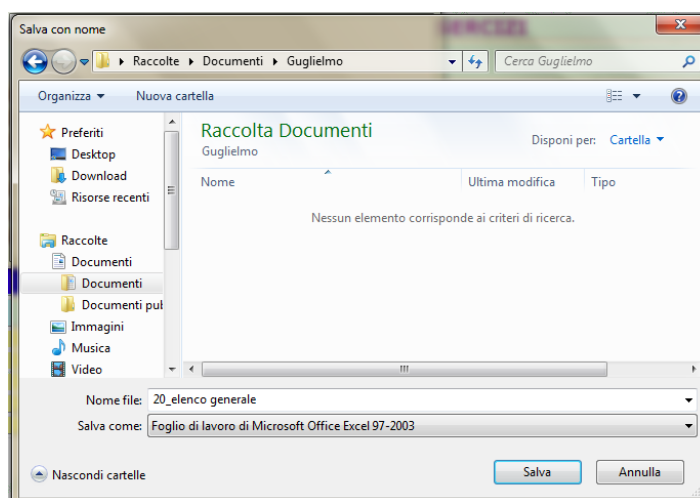 GERCIZI
Salva con nome
Raccolte Documenti Guglielmo
Cerca Guglielmo
Organizza Nuova cartella
Preferiti
Desktop
Download
Risorse recenti
Raccolte
Documenti
Documenti
Documenti pub
Immagini
Musica
Video
Raccolta Documenti
Guglielmo
Disponi per: Cartella
Nome Ultima modifica Tipo
Nessun elemento corrisponde ai criteri di ricerca.
Nome file: 20_elenco generale
Salva come: Foglio di lavoro di Microsoft Office Excel 97-2003
Nascondi cartelle
Salva Annulla